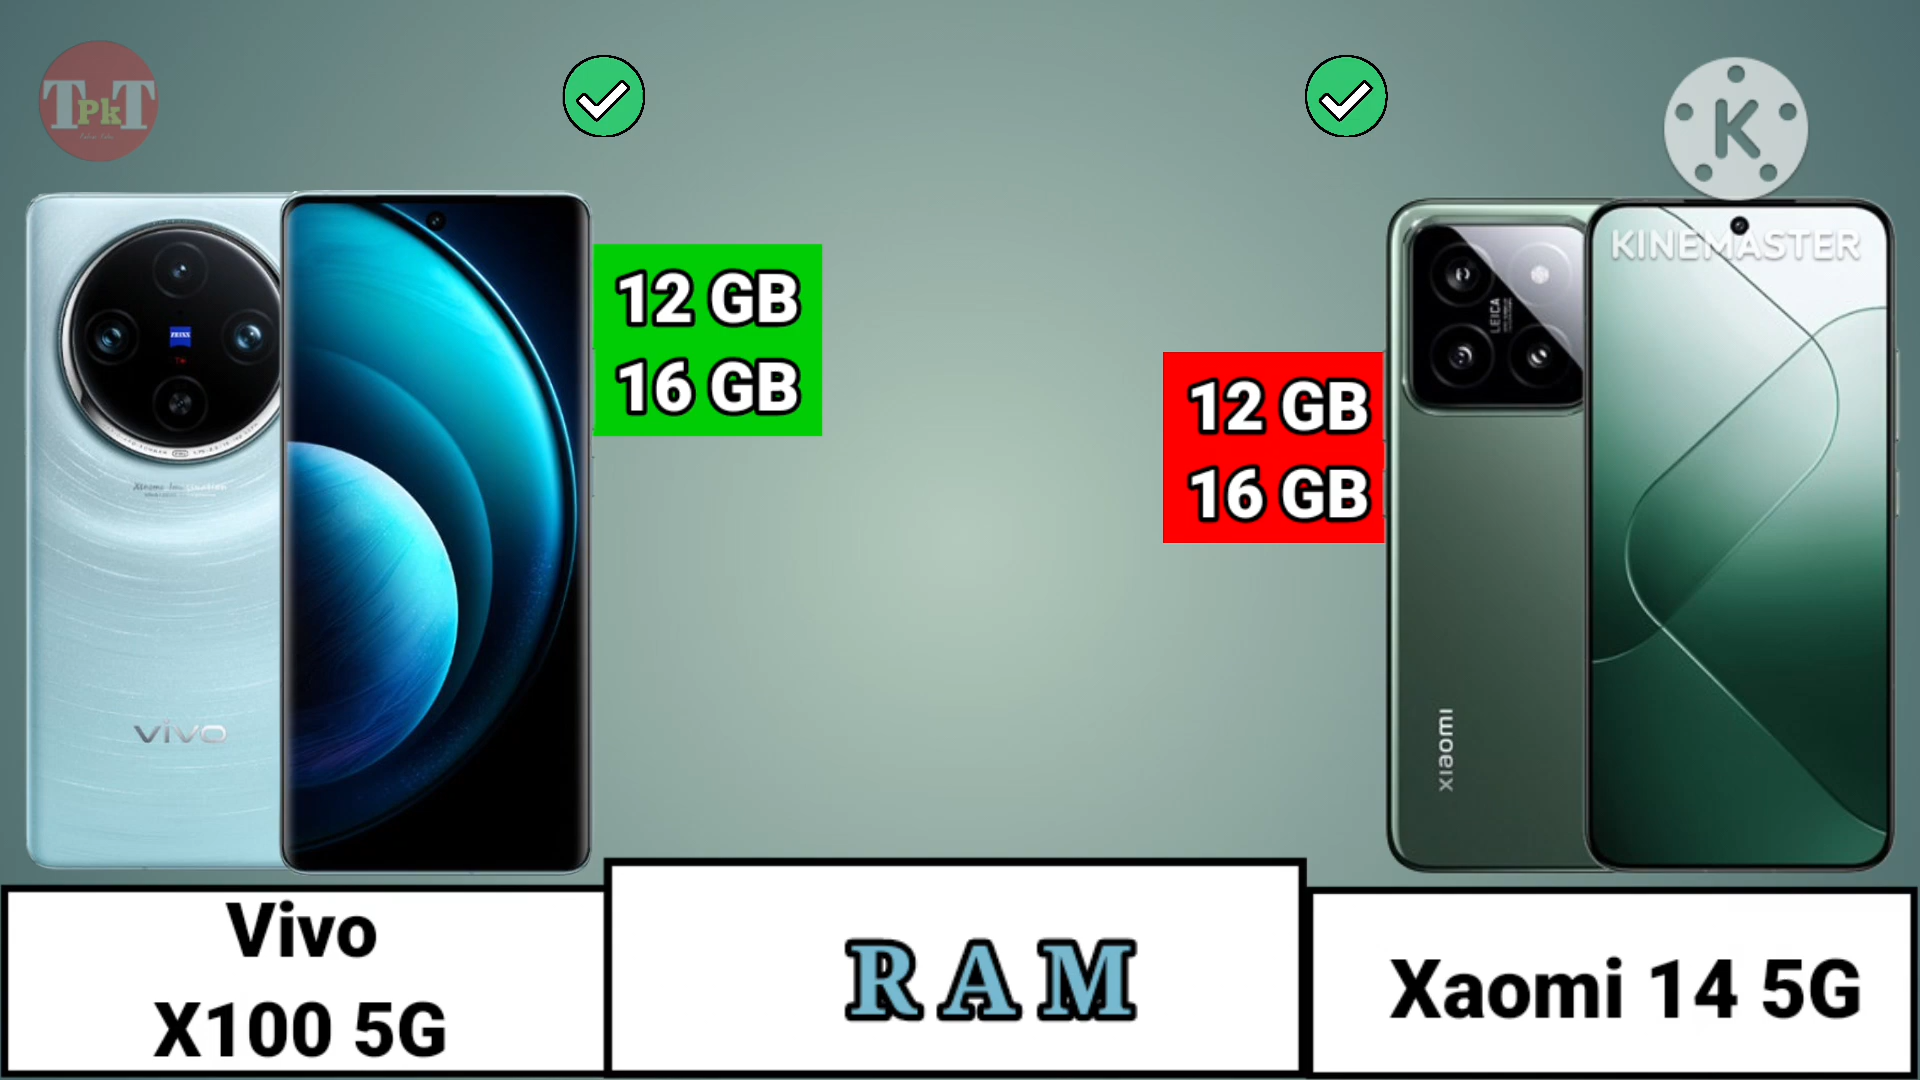 TPkT
K
KINEMASTER
12 GB
16 GB
12 GB
16 GB
ZEISS
LEICA
vivo
xiaomi
Vivo
X100 5G
RAM
Xaomi 14 5G